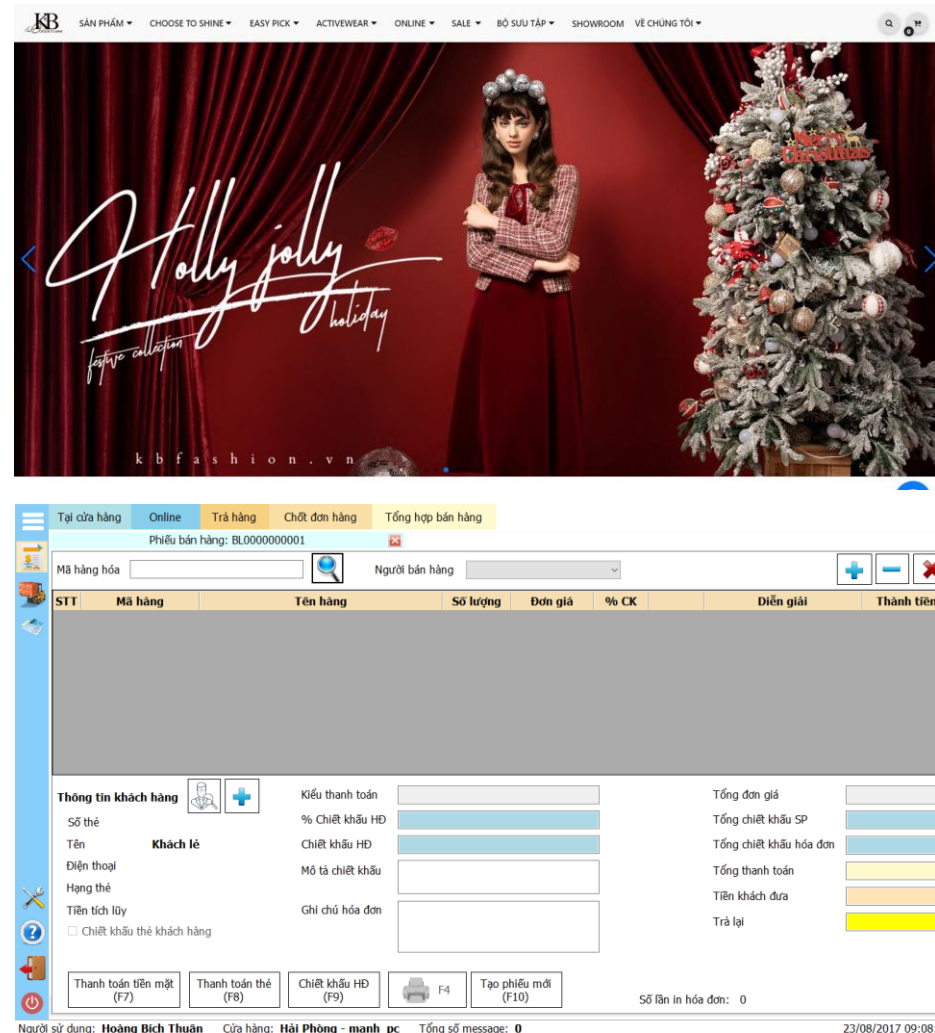 KB
SẢN PHẨM CHOOSE TO SHINE EASY PICK ACTIVEWEAR ONLINE SALE BỘ SƯU TẬP SHOWROOM VỀ CHÚNG TÔI
0
Merry Christmas
Holly jolly
holiday
festive collection
kbfashion.vn
Tại cửa hàng Online Trả hàng Chốt đơn hàng Tổng hợp bán hàng
Phiếu bán hàng: BL0000000001
Mã hàng hóa Người bán hàng
STT Mã hàng Tên hàng Số lượng Đơn giá % CK Diễn giải Thành tiền
Thông tin khách hàng Kiểu thanh toán Tổng đơn giá
Số thẻ % Chiết khấu HĐ Tổng chiết khấu SP
Tên Khách lẻ Chiết khấu HĐ Tổng chiết khấu hóa đơn
Điện thoại Mô tả chiết khấu Tổng thanh toán
Hạng thẻ Tiền khách đưa
Tiền tích lũy Ghi chú hóa đơn Trả lại
Chiết khấu thẻ khách hàng
Thanh toán tiền mặt (F7) Thanh toán thẻ (F8) Chiết khấu HĐ (F9) F4 Tạo phiếu mới (F10) Số lần in hóa đơn: 0
Người sử dụng: Hoàng Bích Thuân Cửa hàng: Hải Phòng - manh_pc Tổng số message: 0 23/08/2017 09:08